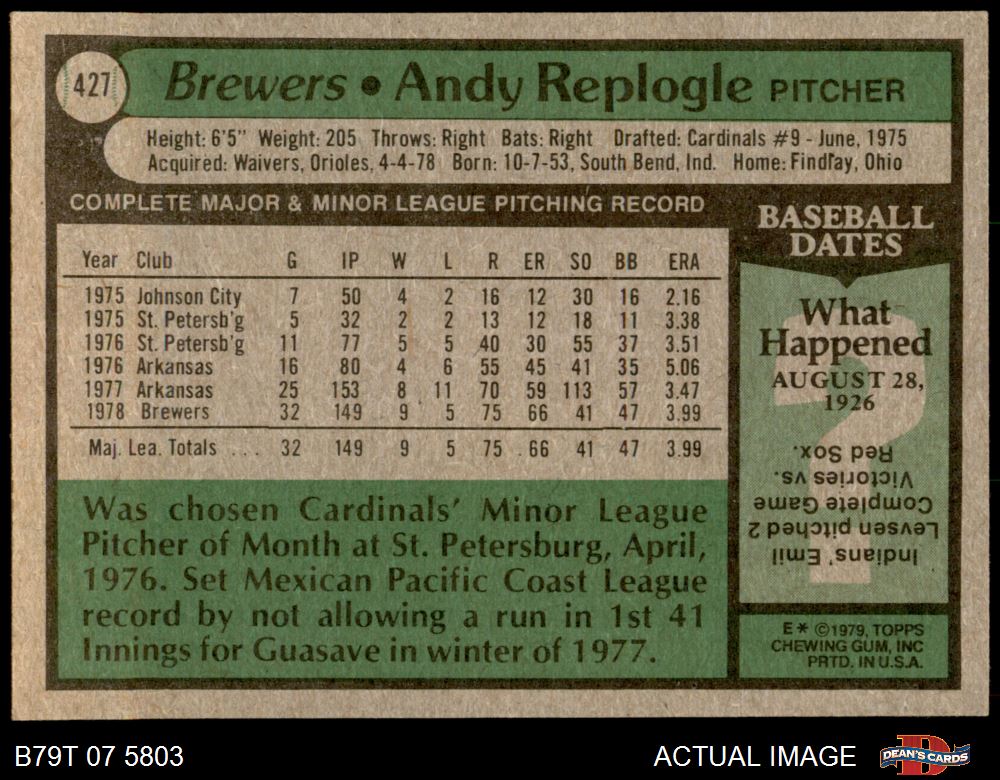 427 Brewers • Andy Replogle PITCHER
Height: 6'5" Weight: 205 Throws: Right Bats: Right Drafted: Cardinals #9 - June, 1975
Acquired: Waivers, Orioles, 4-4-78 Born: 10-7-53, South Bend, Ind. Home: Findlay, Ohio
COMPLETE MAJOR & MINOR LEAGUE PITCHING RECORD
Year Club G IP W L R ER SO BB ERA
1975 Johnson City 7 50 4 2 16 12 30 16 2.16
1975 St. Petersb'g 5 32 2 2 13 12 18 11 3.38
1976 St. Petersb'g 11 77 5 5 40 30 55 37 3.51
1976 Arkansas 16 80 4 6 55 45 41 35 5.06
1977 Arkansas 25 153 8 11 70 59 113 57 3.47
1978 Brewers 32 149 9 5 75 66 41 47 3.99
Maj. Lea. Totals ... 32 149 9 5 75 66 41 47 3.99
Was chosen Cardinals' Minor League
Pitcher of Month at St. Petersburg, April,
1976. Set Mexican Pacific Coast League
record by not allowing a run in 1st 41
Innings for Guasave in winter of 1977.
BASEBALL
DATES
What
Happened
AUGUST 28,
1926
Indians' Emil
Levsen pitched 2
Complete Game
Victories vs.
Red Sox.
E* ©1979, TOPPS
CHEWING GUM, INC
PRTD. IN U.S.A.
B79T 07 5803 ACTUAL IMAGE DEAN'S CARDS